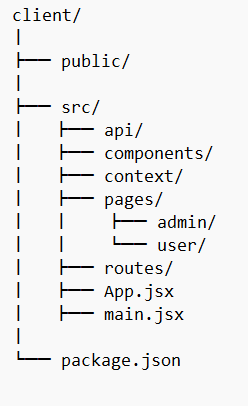 client/
│
├── public/
│
├── src/
│   ├── api/
│   ├── components/
│   ├── context/
│   ├── pages/
│   │   ├── admin/
│   │   └── user/
│   ├── routes/
│   ├── App.jsx
│   ├── main.jsx
│
└── package.json